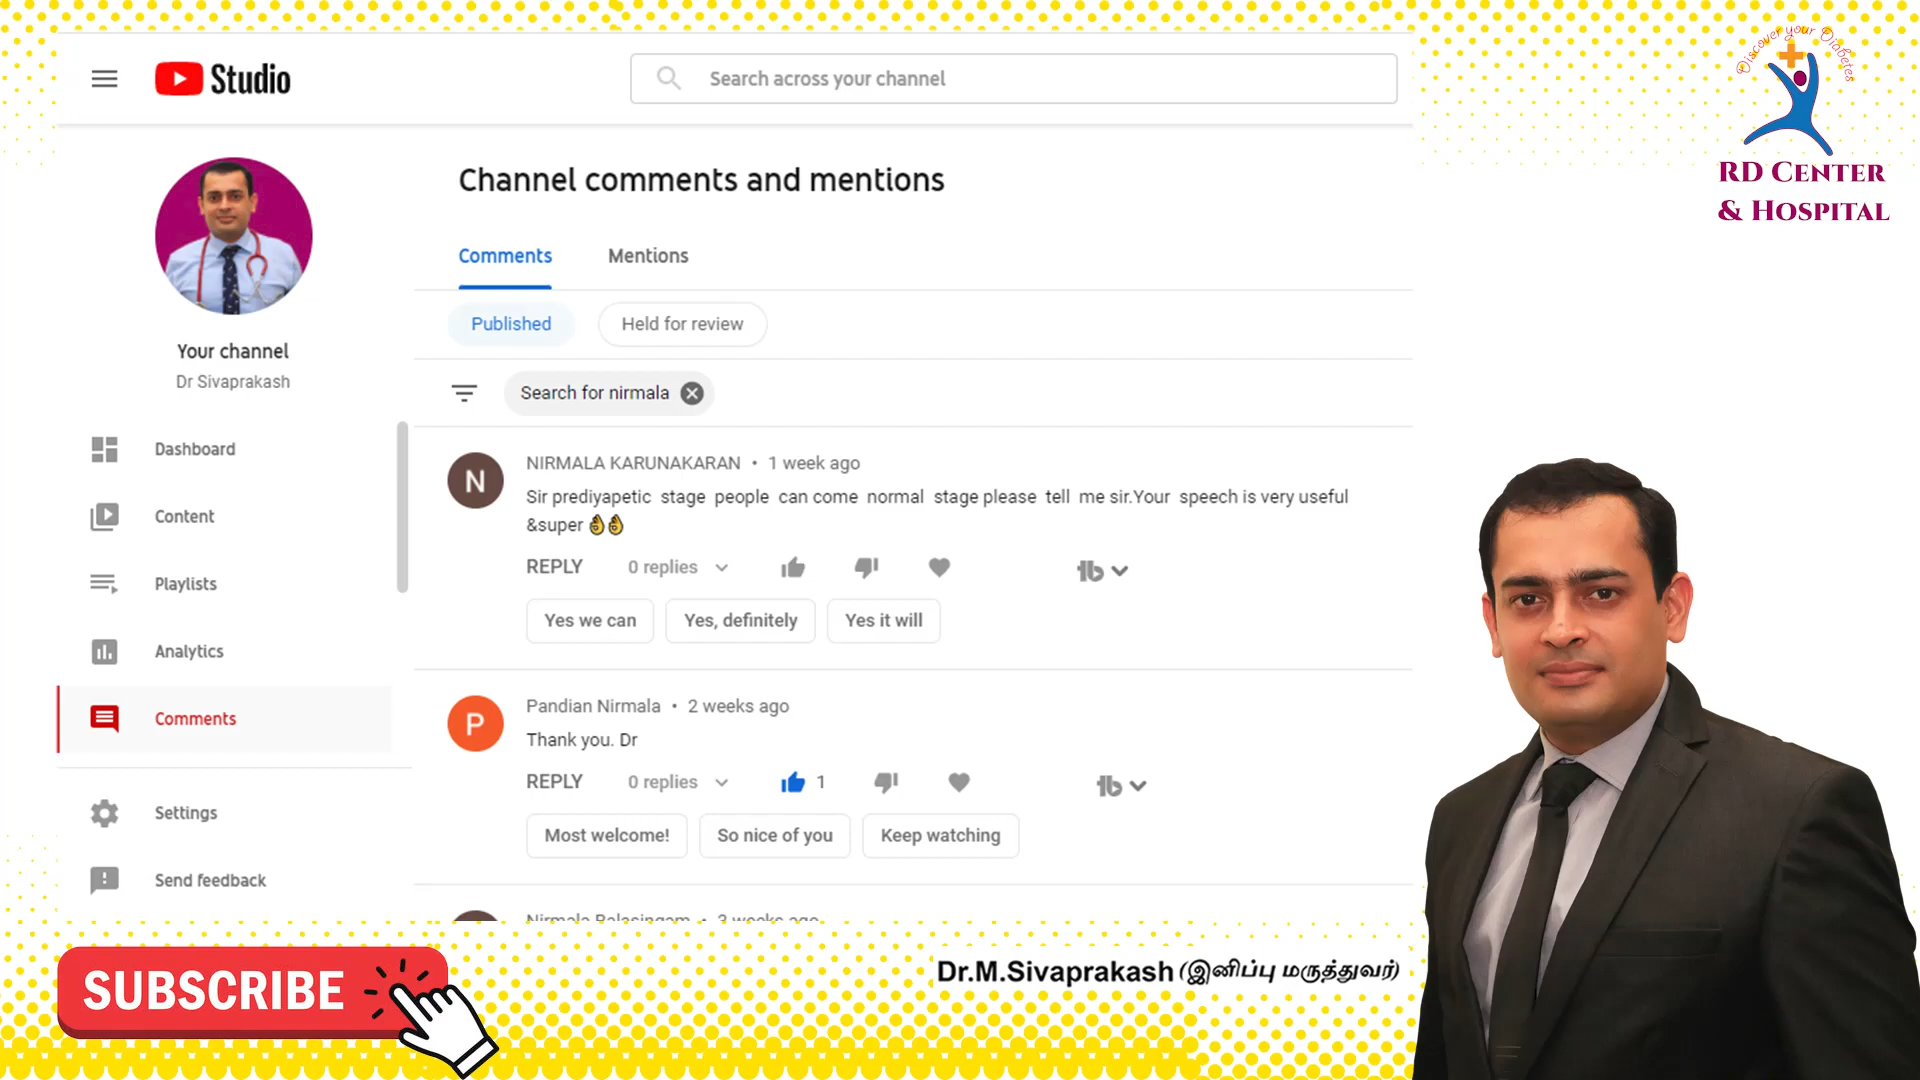 Studio
Search across your channel
Discover your Diabetes
RD CENTER
& HOSPITAL
Channel comments and mentions
Comments Mentions
Published Held for review
Your channel
Dr Sivaprakash
Search for nirmala
Dashboard
Content
Playlists
Analytics
Comments
Settings
Send feedback
N
NIRMALA KARUNAKARAN • 1 week ago
Sir prediyapetic stage people can come normal stage please tell me sir.Your speech is very useful
&super 👌👌
REPLY 0 replies
Yes we can Yes, definitely Yes it will
P
Pandian Nirmala • 2 weeks ago
Thank you. Dr
REPLY 0 replies 1
Most welcome! So nice of you Keep watching
Nirmala Balasingam • 3 weeks ago
SUBSCRIBE
Dr.M.Sivaprakash (இனிப்பு மருத்துவர்)